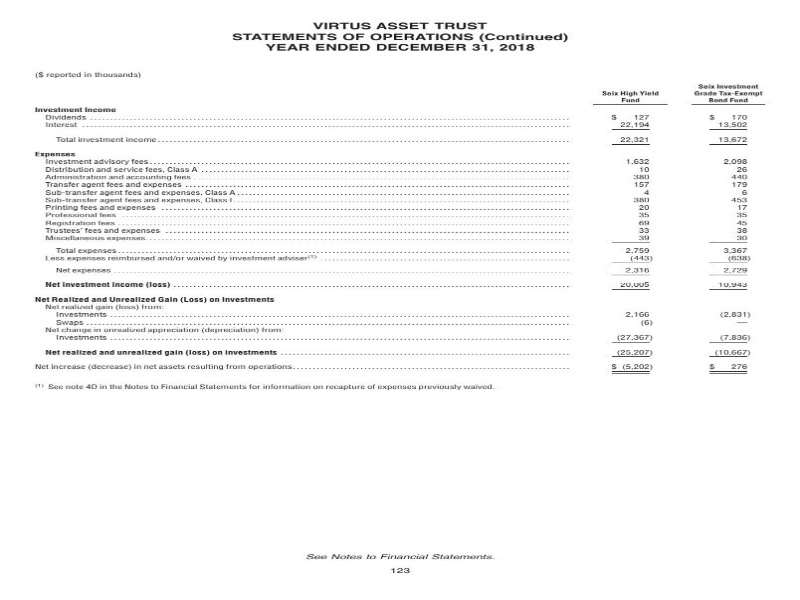 VIRTUS ASSET TRUST
STATEMENTS OF OPERATIONS (Continued)
YEAR ENDED DECEMBER 31, 2018
($ reported in thousands)
Seix High Yield Fund Seix Investment Grade Tax-Exempt Bond Fund
Investment Income
Dividends $ 127 $ 170
Interest 22,194 13,502
Total investment income 22,321 13,672
Expenses
Investment advisory fees 1,632 2,098
Distribution and service fees, Class A 10 26
Administration and accounting fees 380 440
Transfer agent fees and expenses 157 179
Sub-transfer agent fees and expenses, Class A 4 6
Sub-transfer agent fees and expenses, Class I 380 453
Printing fees and expenses 20 17
Professional fees 35 35
Registration fees 69 45
Trustees' fees and expenses 33 38
Miscellaneous expenses 39 30
Total expenses 2,759 3,367
Less expenses reimbursed and/or waived by investment adviser(1) (443) (638)
Net expenses 2,316 2,729
Net investment income (loss) 20,005 10,943
Net Realized and Unrealized Gain (Loss) on Investments
Net realized gain (loss) from:
Investments 2,166 (2,831)
Swaps (6) —
Net change in unrealized appreciation (depreciation) from:
Investments (27,367) (7,836)
Net realized and unrealized gain (loss) on investments (25,207) (10,667)
Net increase (decrease) in net assets resulting from operations $ (5,202) $ 276
(1) See note 4D in the Notes to Financial Statements for information on recapture of expenses previously waived.
See Notes to Financial Statements.
123